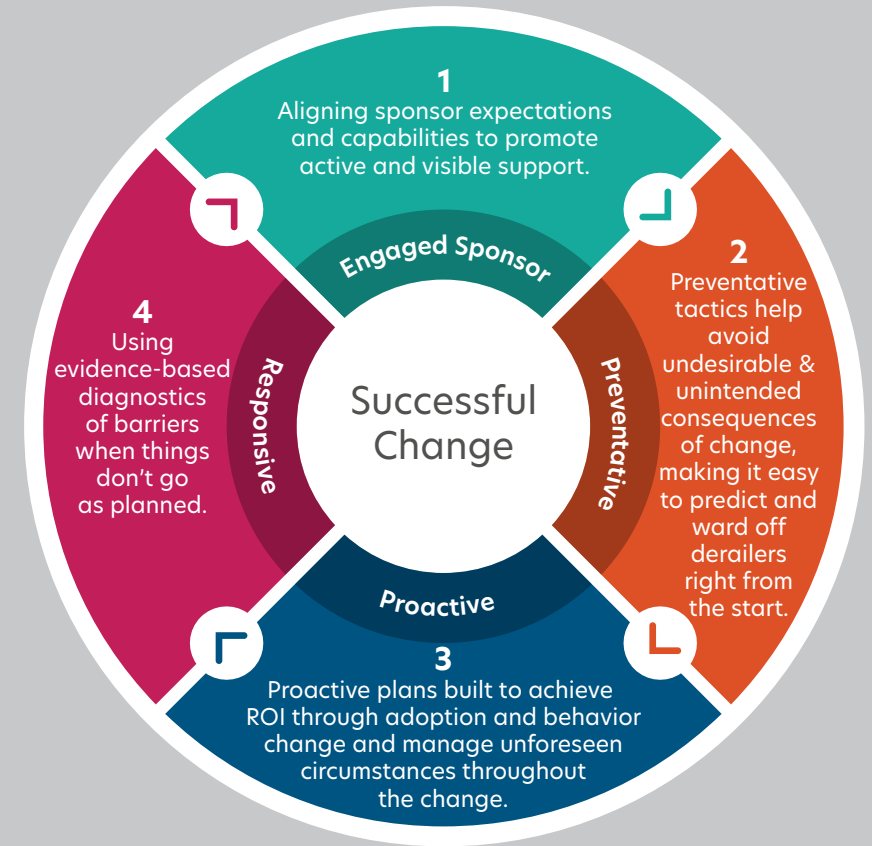 1
Aligning sponsor expectations
and capabilities to promote
active and visible support.
Engaged Sponsor
2
Preventative
tactics help
avoid
undesirable &
unintended
consequences
of change,
making it easy
to predict and
ward off
derailers
right from
the start.
Preventative
3
Proactive plans built to achieve
ROI through adoption and behavior
change and manage unforeseen
circumstances throughout
the change.
Proactive
4
Using
evidence-based
diagnostics
of barriers
when things
don’t go
as planned.
Responsive
Successful
Change